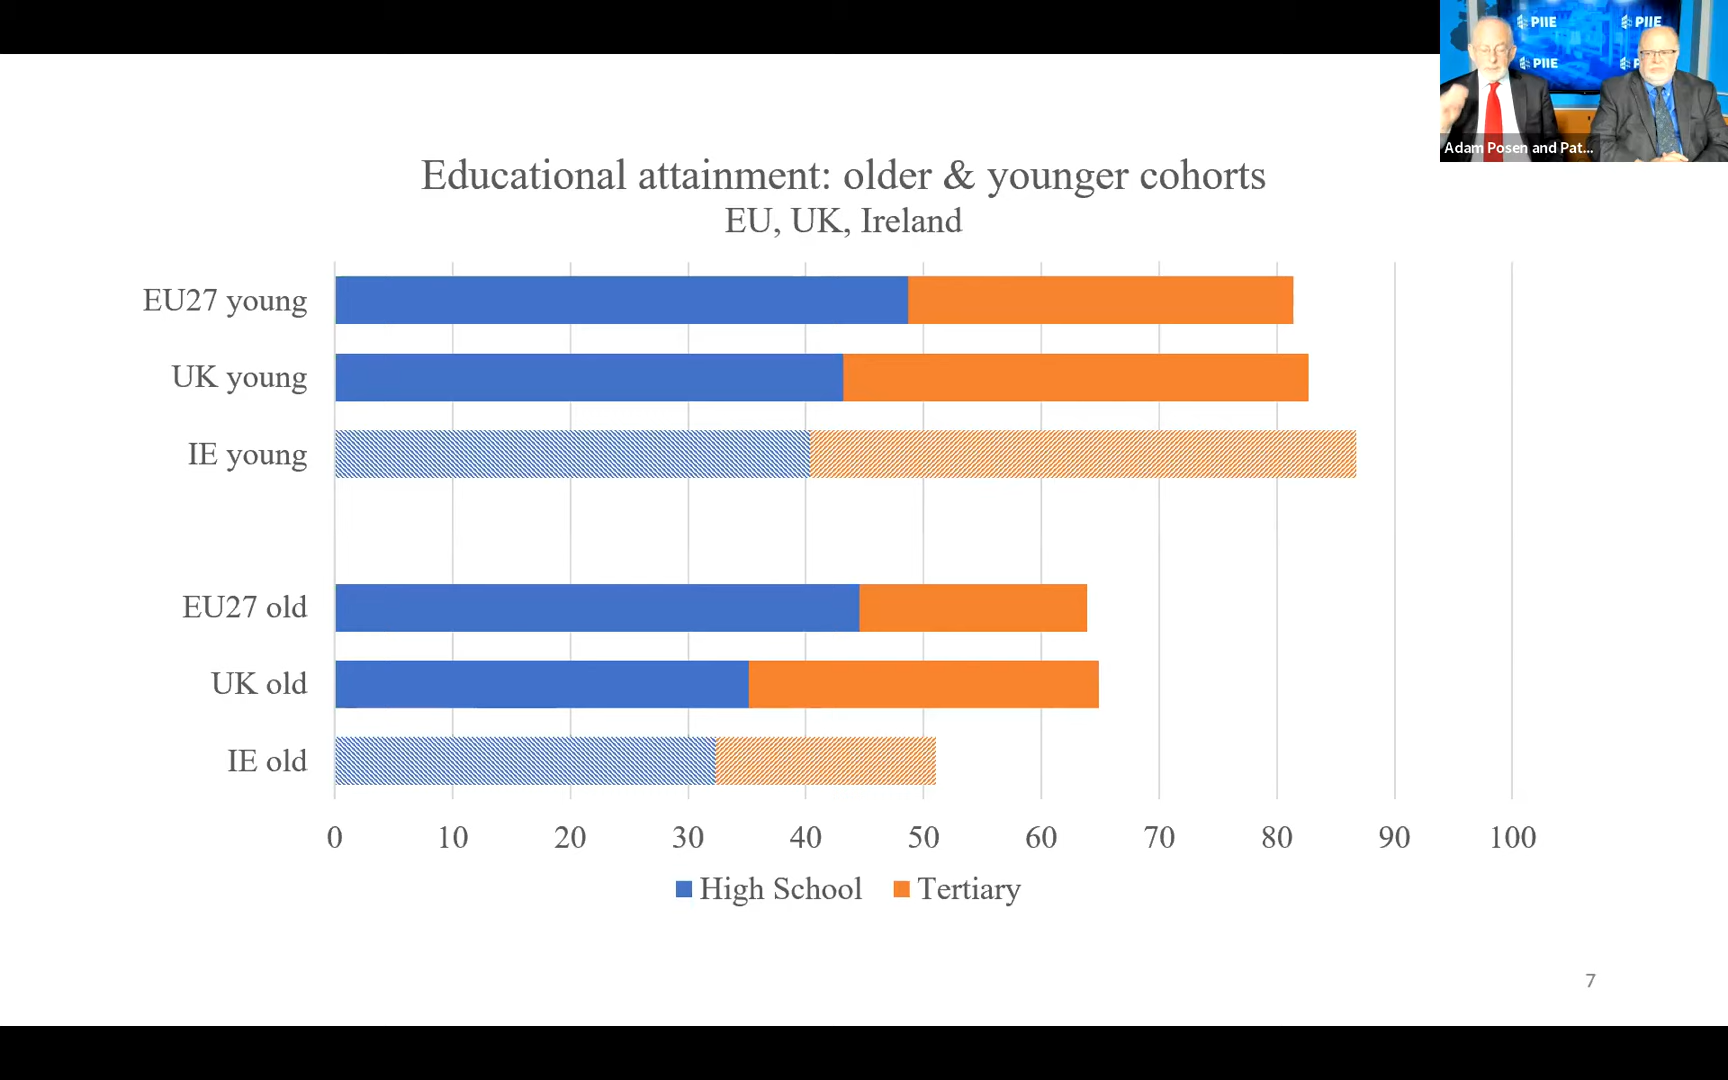 PIIE
PIIE
PIIE
Adam Posen and Pat...
Educational attainment: older & younger cohorts
EU, UK, Ireland
EU27 young
UK young
IE young
EU27 old
UK old
IE old
0 10 20 30 40 50 60 70 80 90 100
High School Tertiary
7